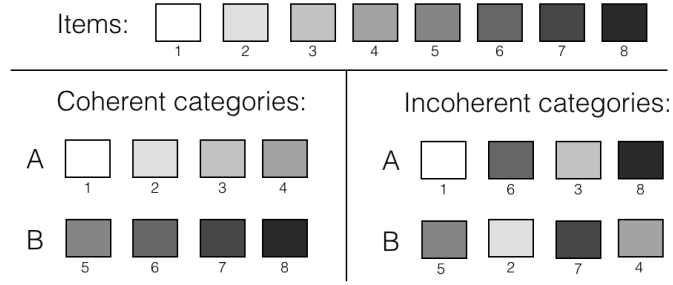 Items:
1 2 3 4 5 6 7 8
Coherent categories:
A
1 2 3 4
B
5 6 7 8
Incoherent categories:
A
1 6 3 8
B
5 2 7 4